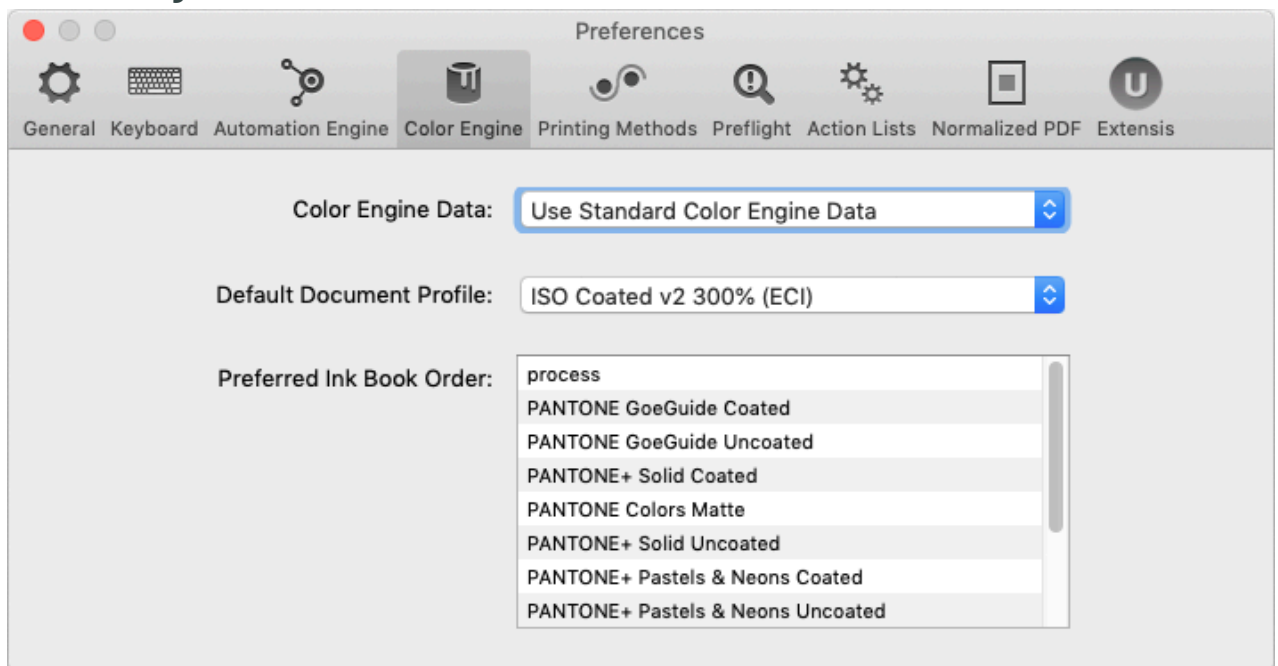 Preferences
General Keyboard Automation Engine Color Engine Printing Methods Preflight Action Lists Normalized PDF Extensis
Color Engine Data: Use Standard Color Engine Data
Default Document Profile: ISO Coated v2 300% (ECI)
Preferred Ink Book Order: process
PANTONE GoeGuide Coated
PANTONE GoeGuide Uncoated
PANTONE+ Solid Coated
PANTONE Colors Matte
PANTONE+ Solid Uncoated
PANTONE+ Pastels & Neons Coated
PANTONE+ Pastels & Neons Uncoated